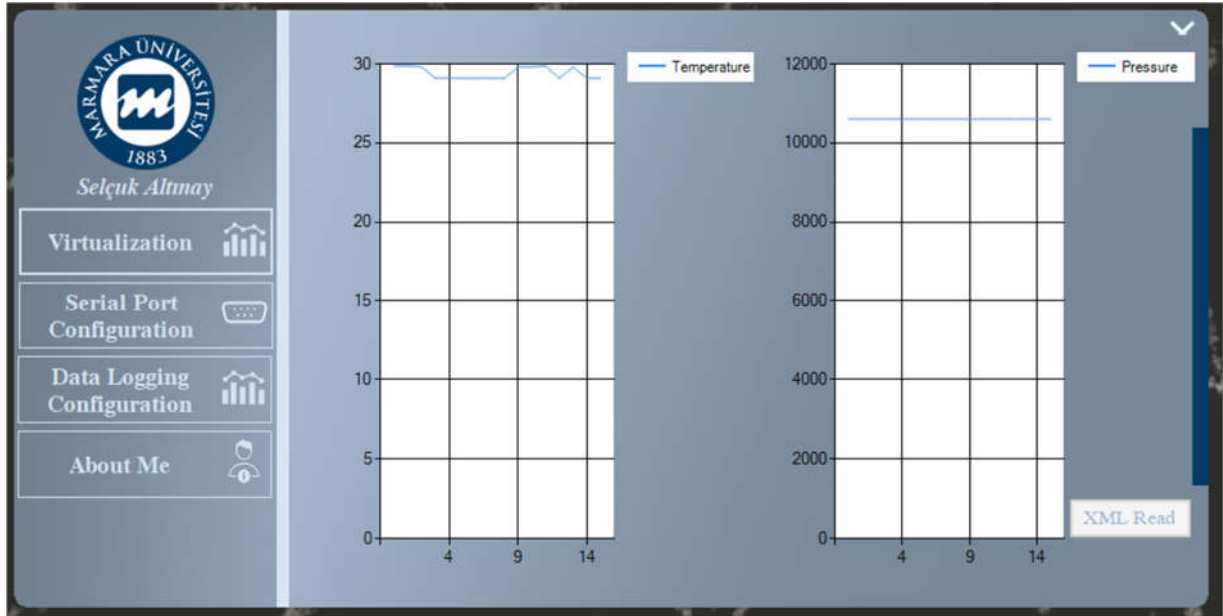 MARMARA ÜNİVERSİTESİ
1883
Selçuk Altınay
Virtualization
Serial Port
Configuration
Data Logging
Configuration
About Me
30
25
20
15
10
5
0
4 9 14
Temperature
12000
10000
8000
6000
4000
2000
0
4 9 14
Pressure
XML Read